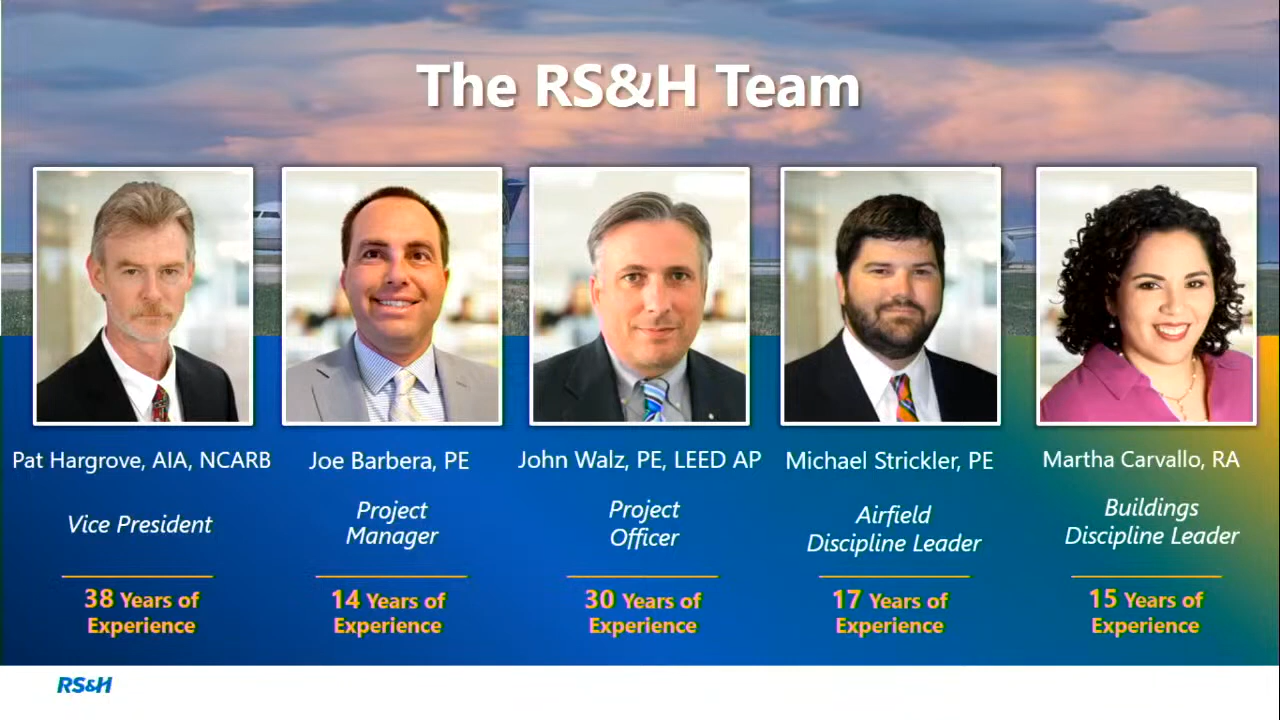 The RS&H Team
Pat Hargrove, AIA, NCARB
Vice President
38 Years of
Experience
Joe Barbera, PE
Project
Manager
14 Years of
Experience
John Walz, PE, LEED AP
Project
Officer
30 Years of
Experience
Michael Strickler, PE
Airfield
Discipline Leader
17 Years of
Experience
Martha Carvallo, RA
Buildings
Discipline Leader
15 Years of
Experience
RS&H